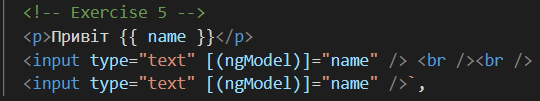 <!-- Exercise 5 -->
<p>Привіт {{ name }}</p>
<input type="text" [(ngModel)]="name" /> <br /><br />
<input type="text" [(ngModel)]="name" />`,